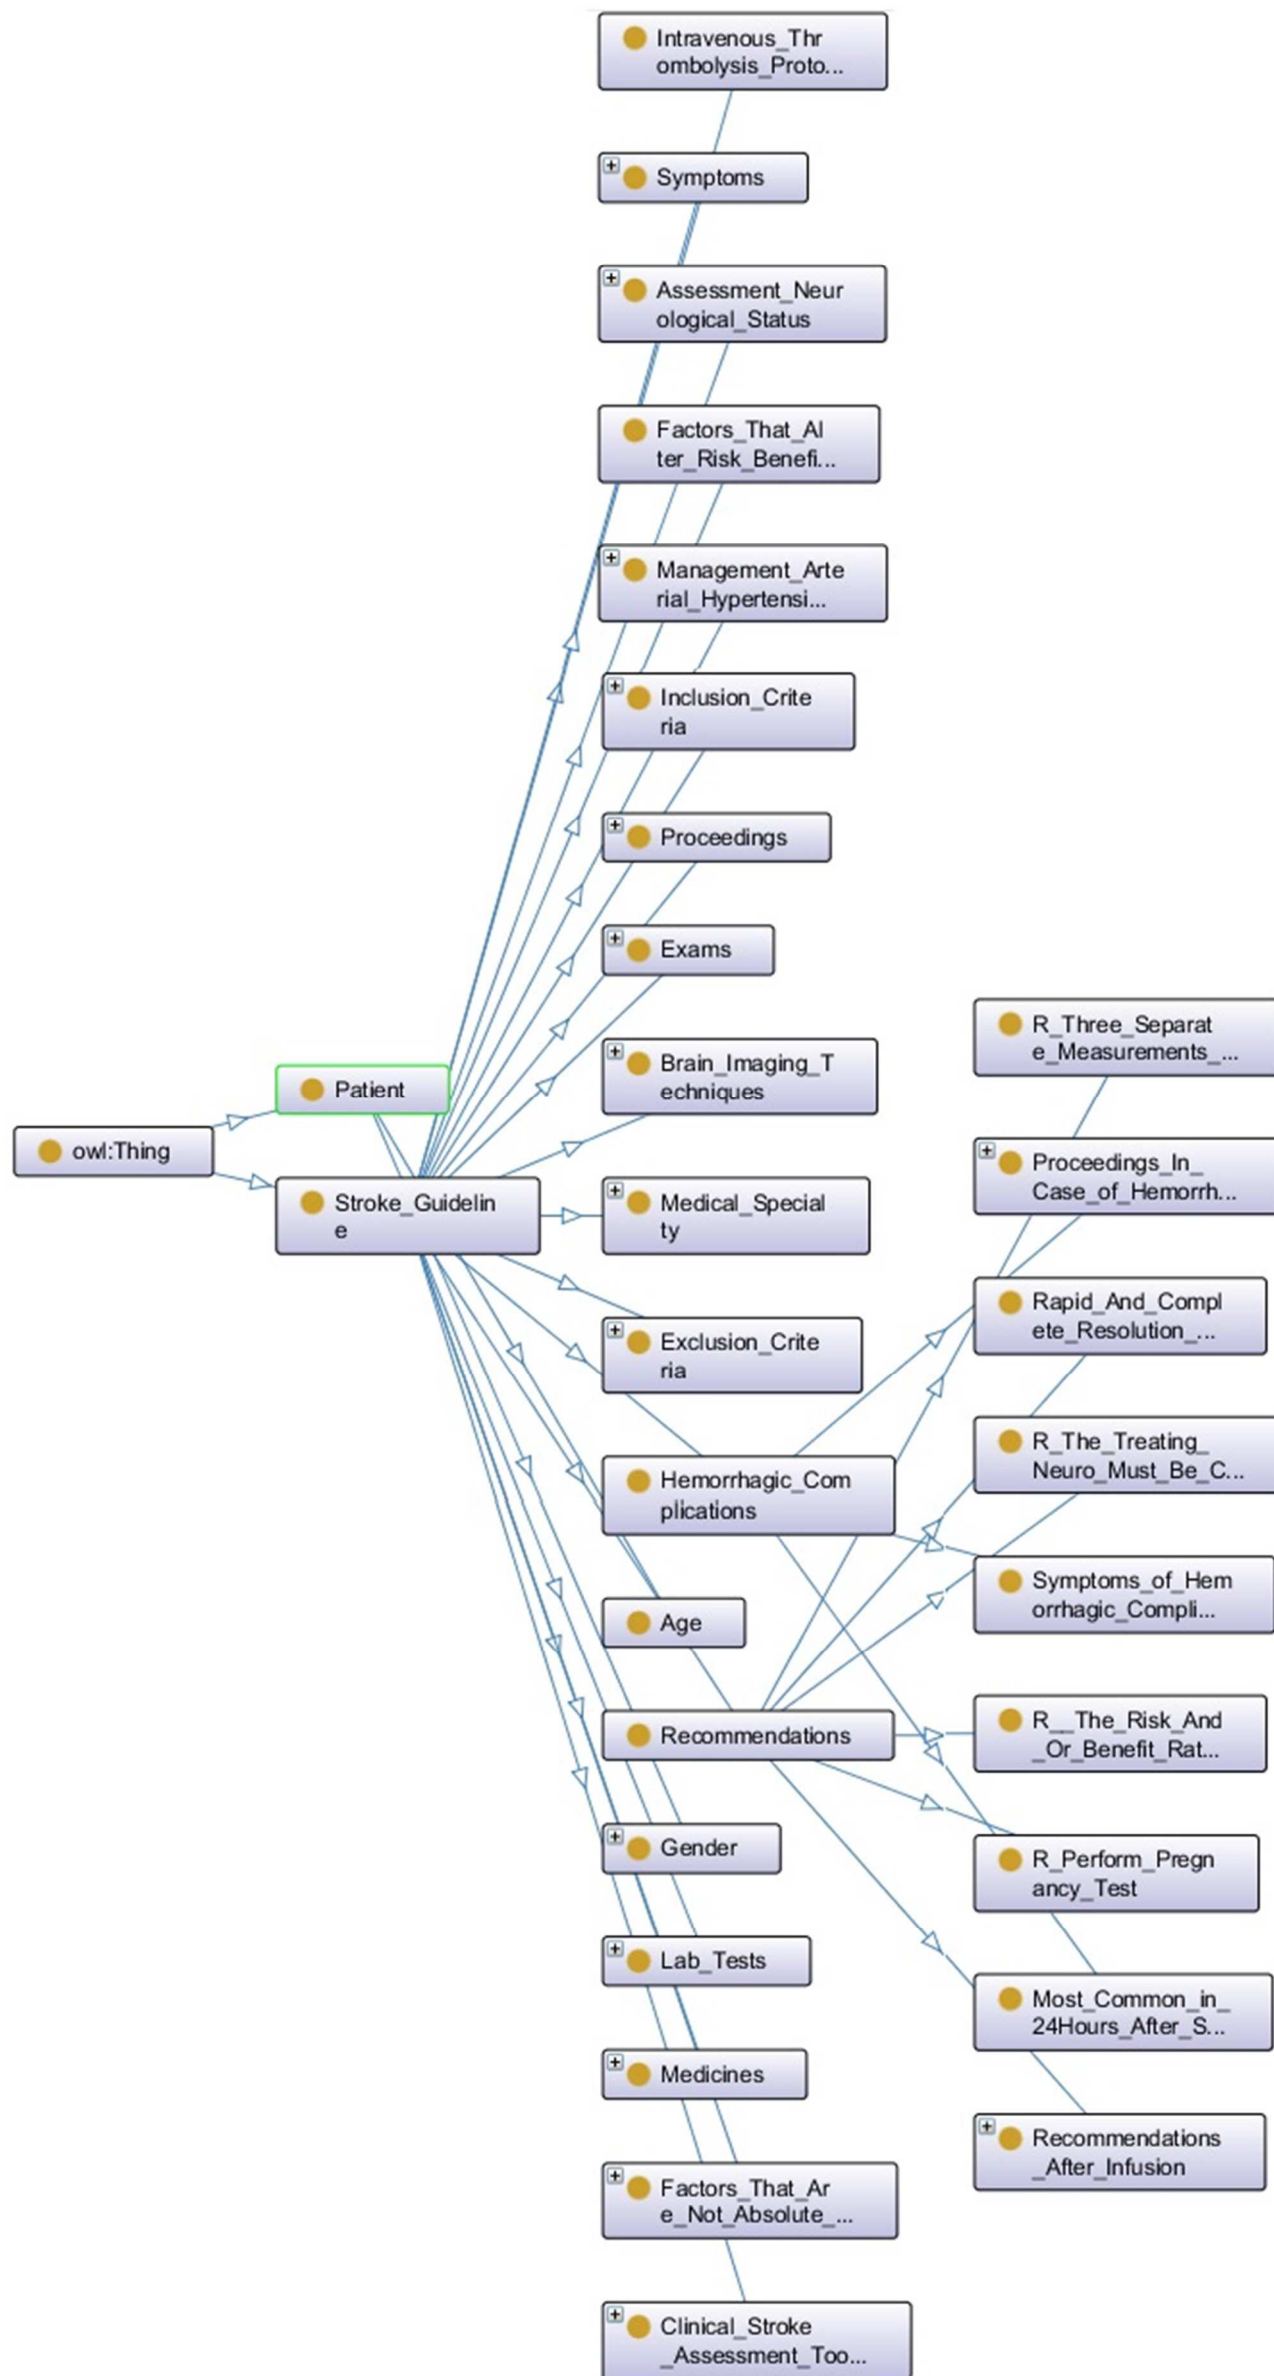 Intravenous_Thr
ombolysis_Proto...
Symptoms
Assessment_Neur
ological_Status
Factors_That_Al
ter_Risk_Benefi...
Management_Arte
rial_Hypertensi...
Inclusion_Crite
ria
Proceedings
Exams
Brain_Imaging_T
echniques
Patient
owl:Thing
Stroke_Guidelin
e
Medical_Special
ty
Exclusion_Crite
ria
Hemorrhagic_Com
plications
Age
Recommendations
Gender
Lab_Tests
Medicines
Factors_That_Ar
e_Not_Absolute_...
Clinical_Stroke
_Assessment_Too...
R_Three_Separat
e_Measurements_...
Proceedings_In_
Case_of_Hemorrh...
Rapid_And_Compl
ete_Resolution_...
R_The_Treating_
Neuro_Must_Be_C...
Symptoms_of_Hem
orrhagic_Compli...
R__The_Risk_And
_Or_Benefit_Rat...
R_Perform_Pregn
ancy_Test
Most_Common_in_
24Hours_After_S...
Recommendations
_After_Infusion